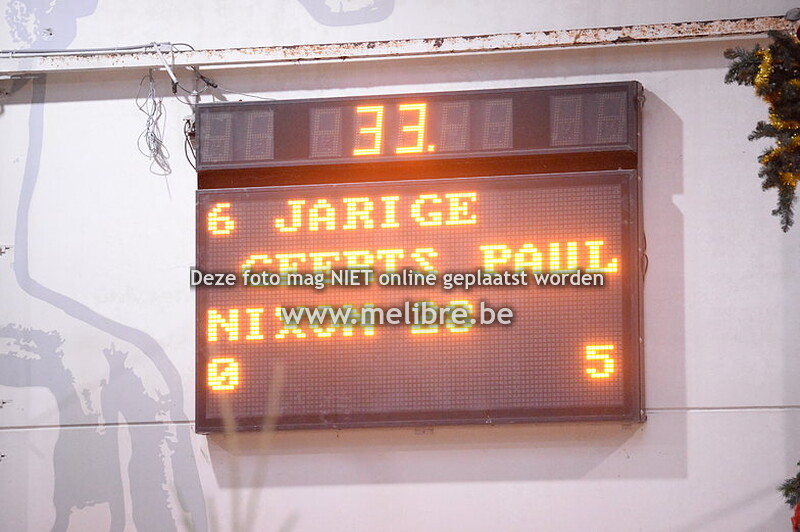 33.
6 JARIGE
GEERTS PAUL
Deze foto mag NIET online geplaatst worden
www.melibre.be
NIXON
0 5